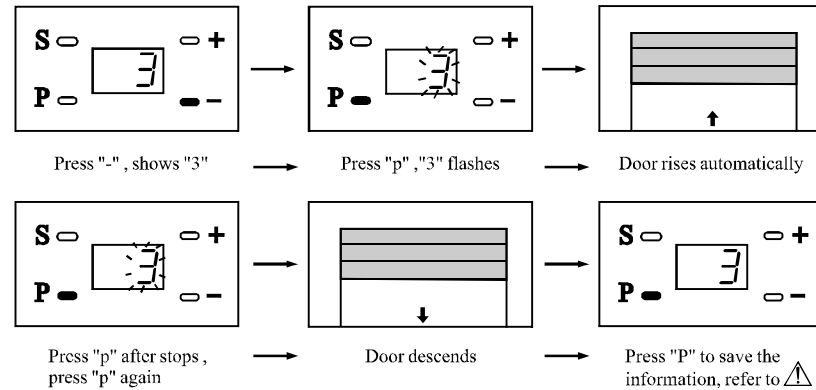 S + S +
3 3
P - P -
Press "-" , shows "3" Press "p" ,"3" flashes Door rises automatically
S + S +
3 3
P - P -
Press "p" after stops ,
press "p" again
Door descends
Press "P" to save the
information, refer to